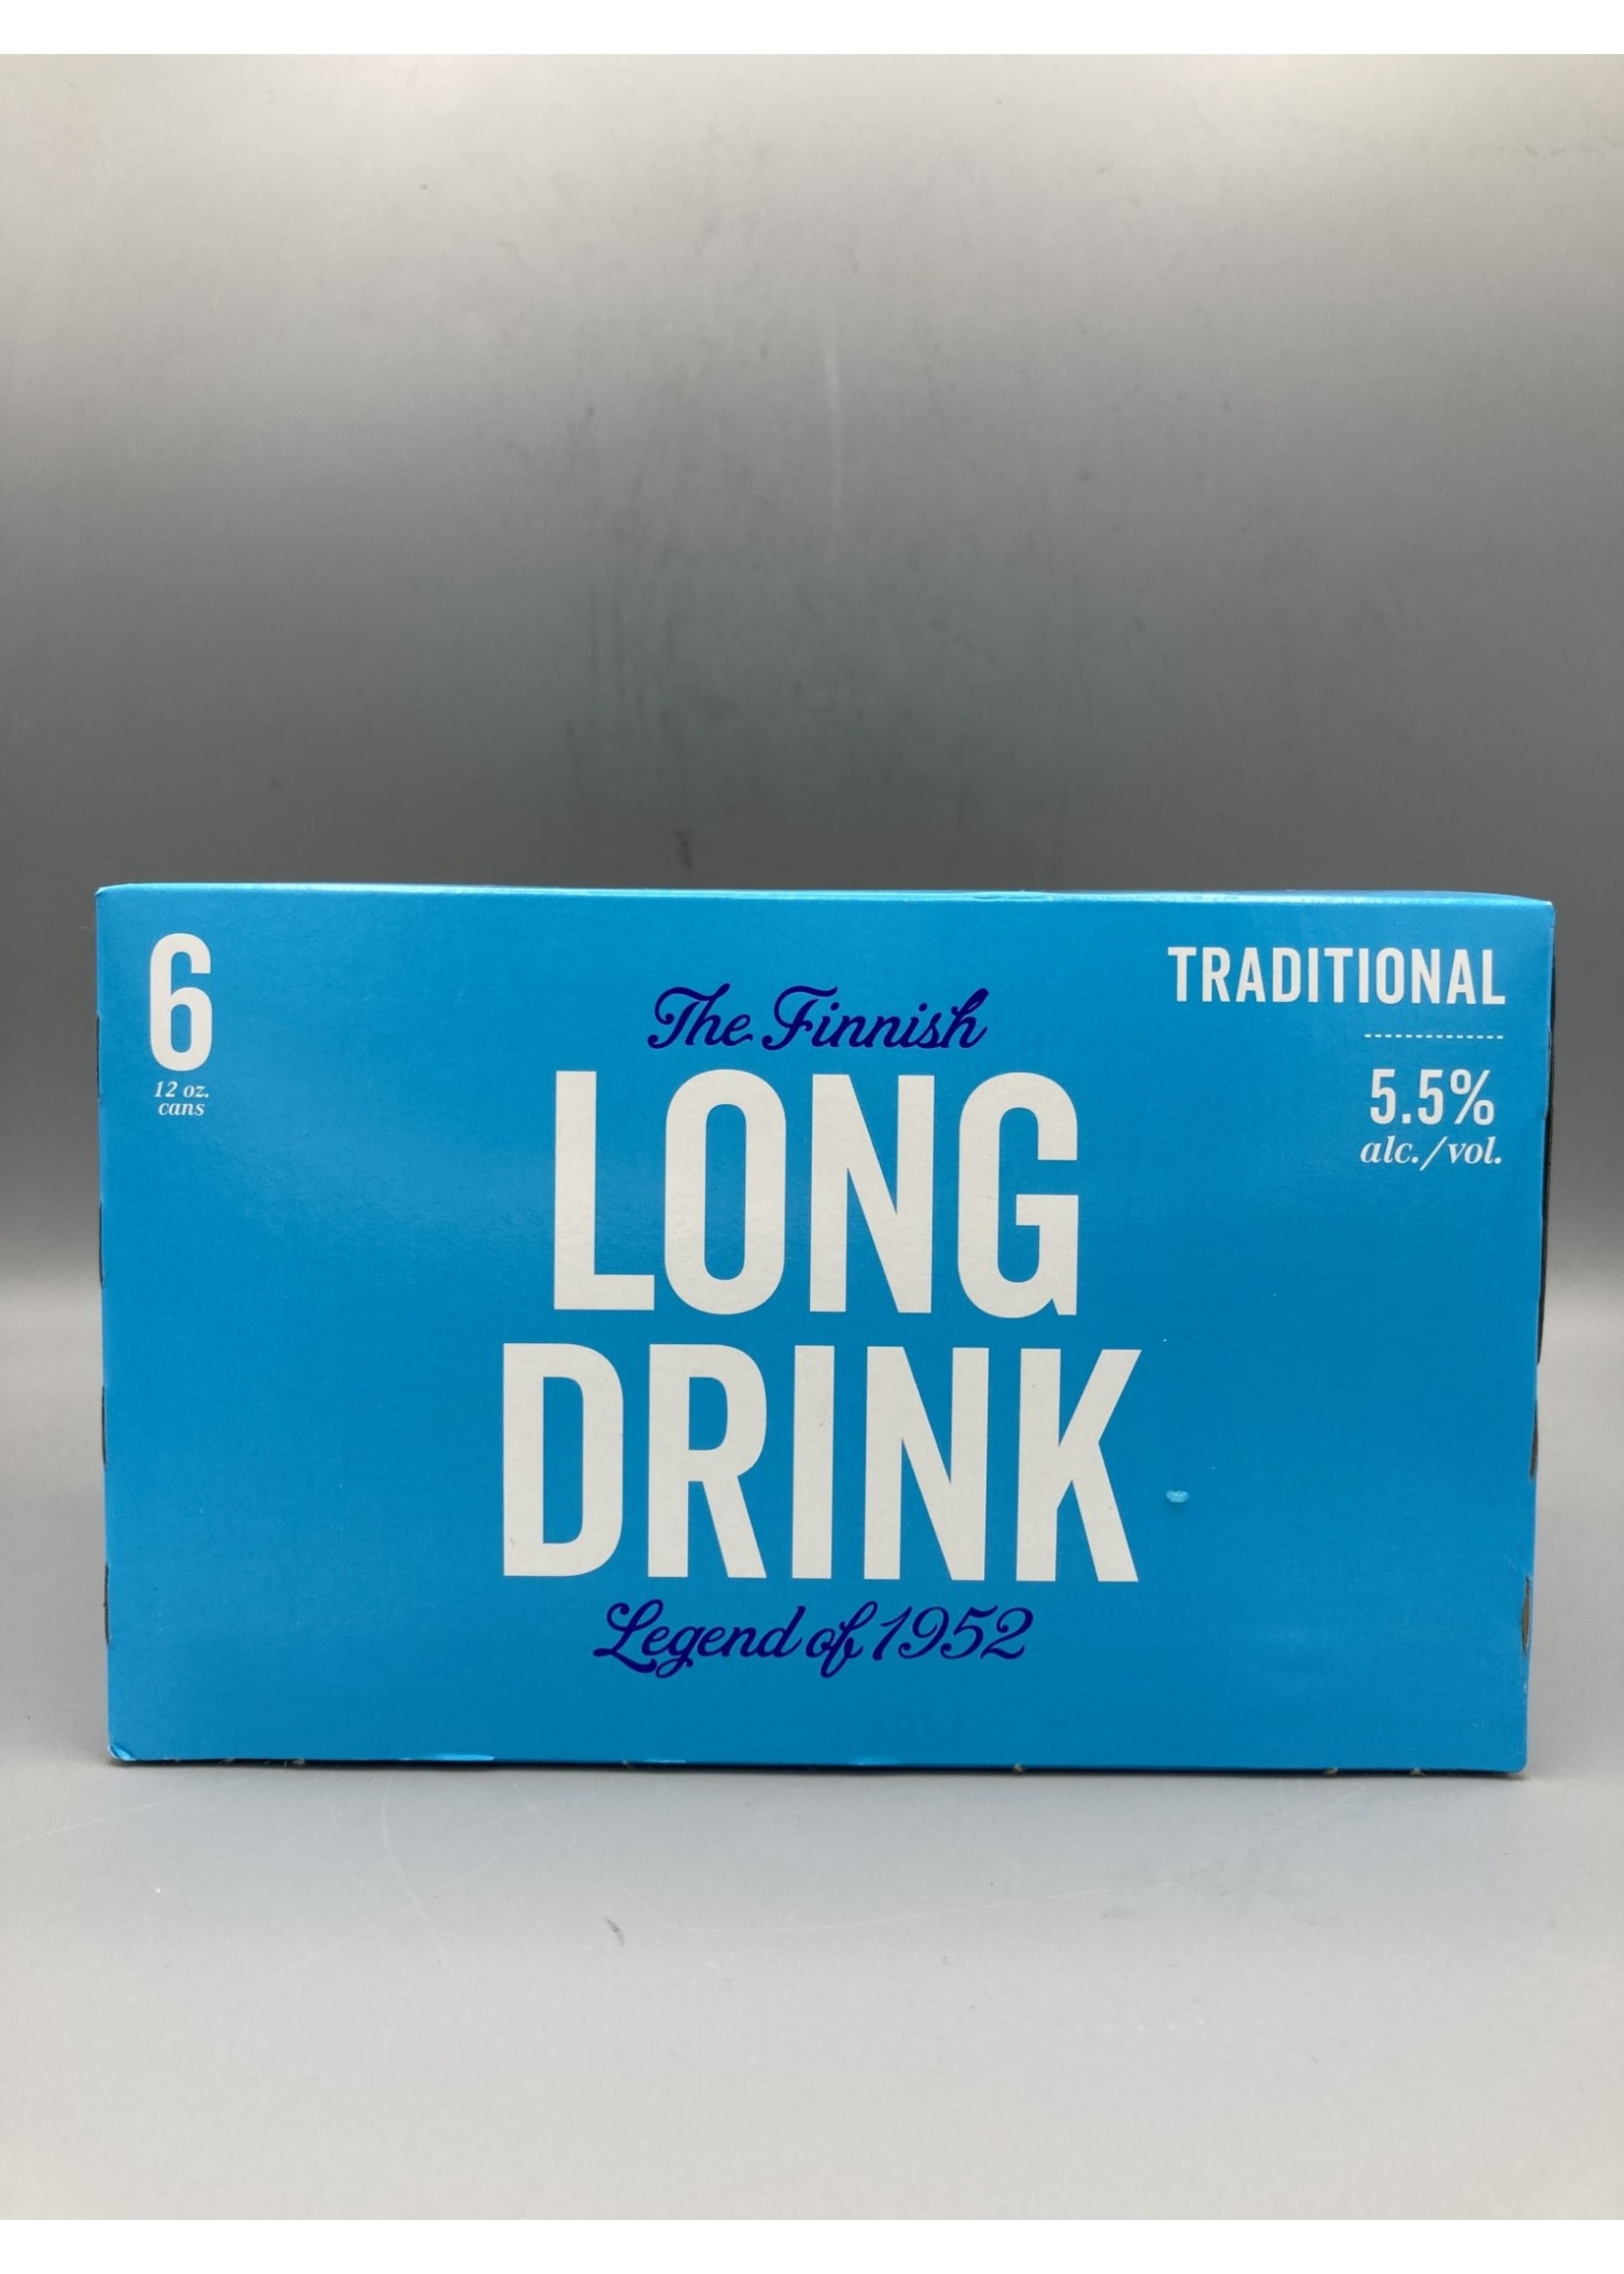 6
12 oz.
cans
The Finnish
LONG
DRINK
Legend of 1952
TRADITIONAL
5.5%
alc./vol.